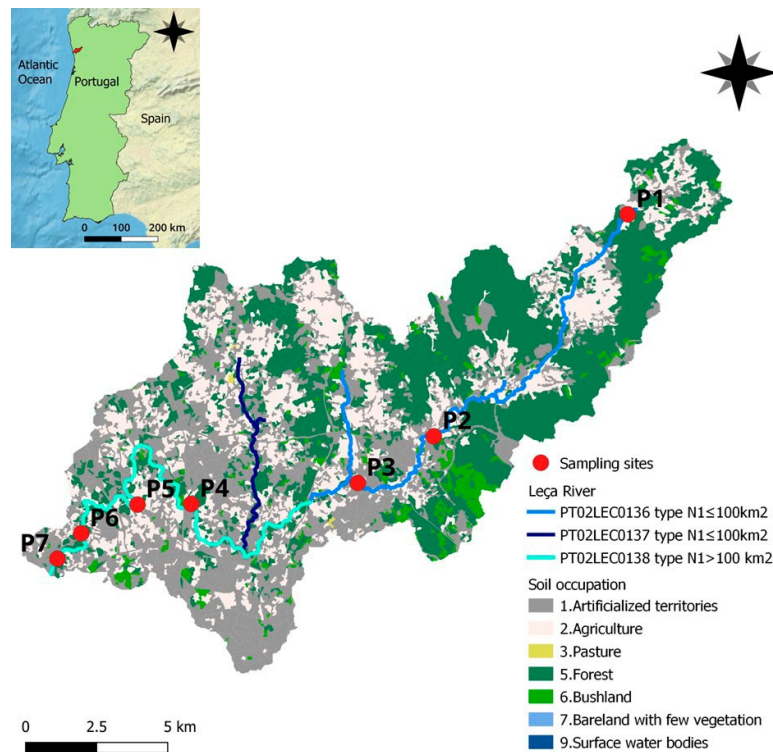 Atlantic
Ocean
Portugal
Spain
0 100 200 km
P1
P2
P3
P4
P5
P6
P7
Sampling sites
Leça River
PT02LEC0136 type N1≤100km2
PT02LEC0137 type N1≤100km2
PT02LEC0138 type N1>100 km2
Soil occupation
1.Artificialized territories
2.Agriculture
3.Pasture
5.Forest
6.Bushland
7.Bareland with few vegetation
9.Surface water bodies
0 2.5 5 km